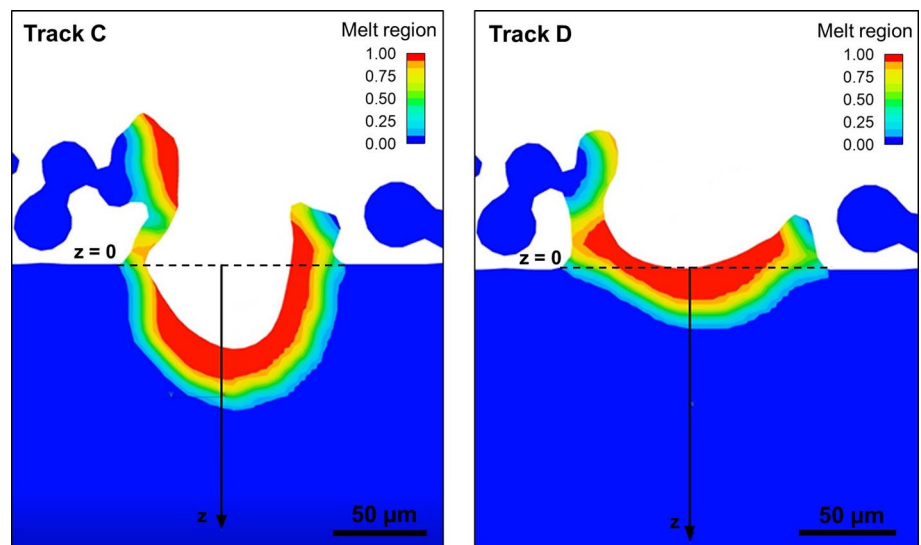 Track C
Melt region
1.00
0.75
0.50
0.25
0.00
z = 0
z
50 µm
Track D
Melt region
1.00
0.75
0.50
0.25
0.00
z = 0
z
50 µm